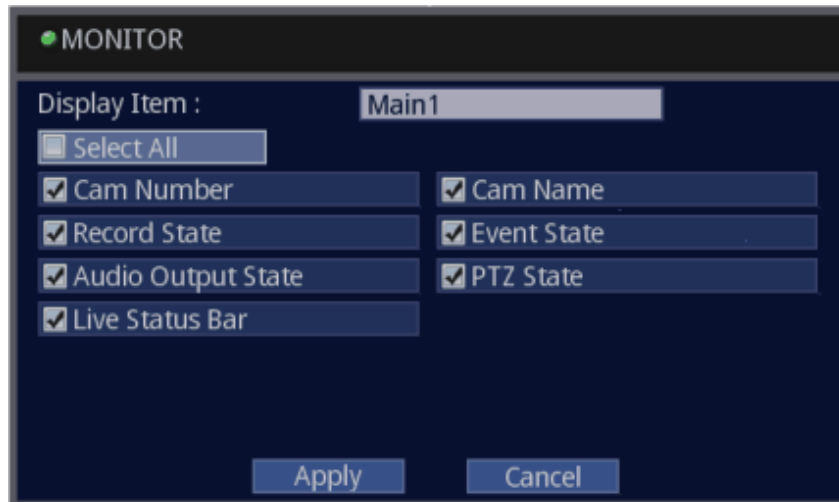 MONITOR
Display Item : Main1
Select All
Cam Number Cam Name
Record State Event State
Audio Output State PTZ State
Live Status Bar
Apply Cancel